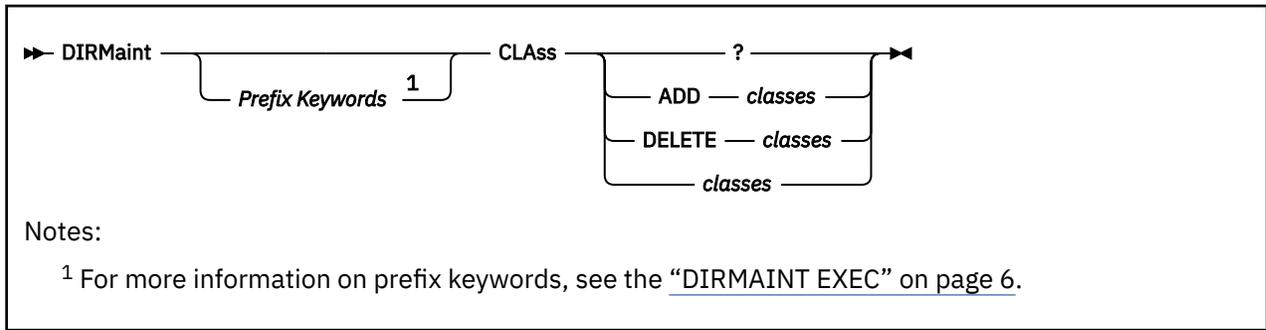 DIRMaint CLAss ?
Prefix Keywords 1 ADD classes
DELETE classes
classes
Notes:
1 For more information on prefix keywords, see the “DIRMAINT EXEC” on page 6.